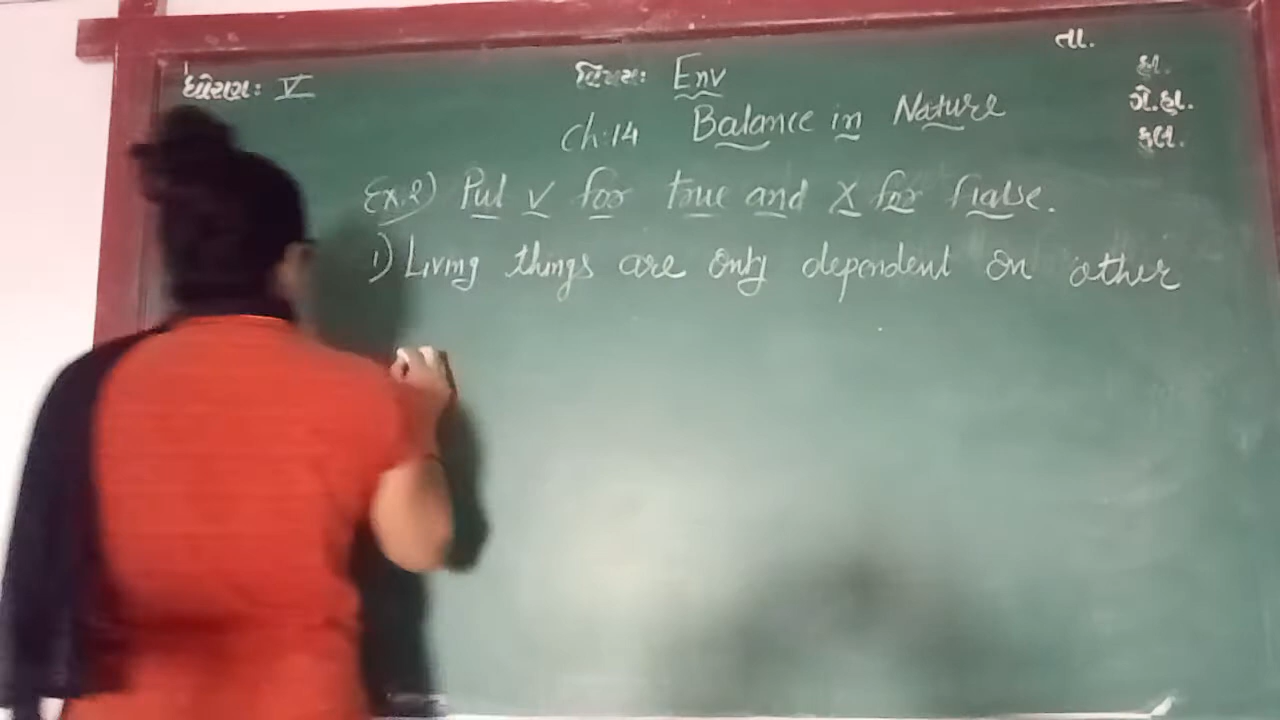 ધોરણ: V
વિષય: Env
તા.
હા.
ગે.હા.
કુલ.
Ch:14 Balance in Nature
Ex.2) Put v for true and X for flalse.
1) Living things are only dependent on other